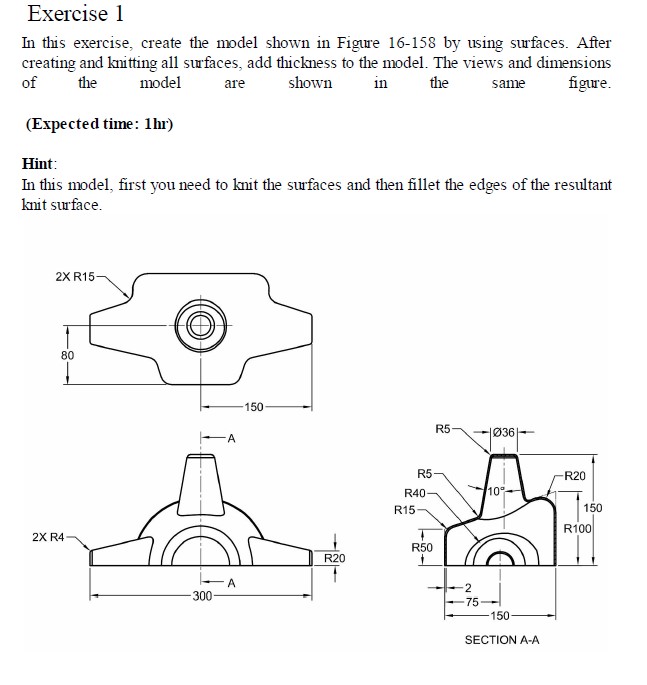 Exercise 1
In this exercise, create the model shown in Figure 16-158 by using surfaces. After
creating and knitting all surfaces, add thickness to the model. The views and dimensions
of the model are shown in the same figure.
(Expected time: 1hr)
Hint:
In this model, first you need to knit the surfaces and then fillet the edges of the resultant
knit surface.
2X R15
80
150
A
2X R4
R20
A
300
R5
Ø36
R5
R20
R40
10°
R15
150
R100
R50
2
75
150
SECTION A-A